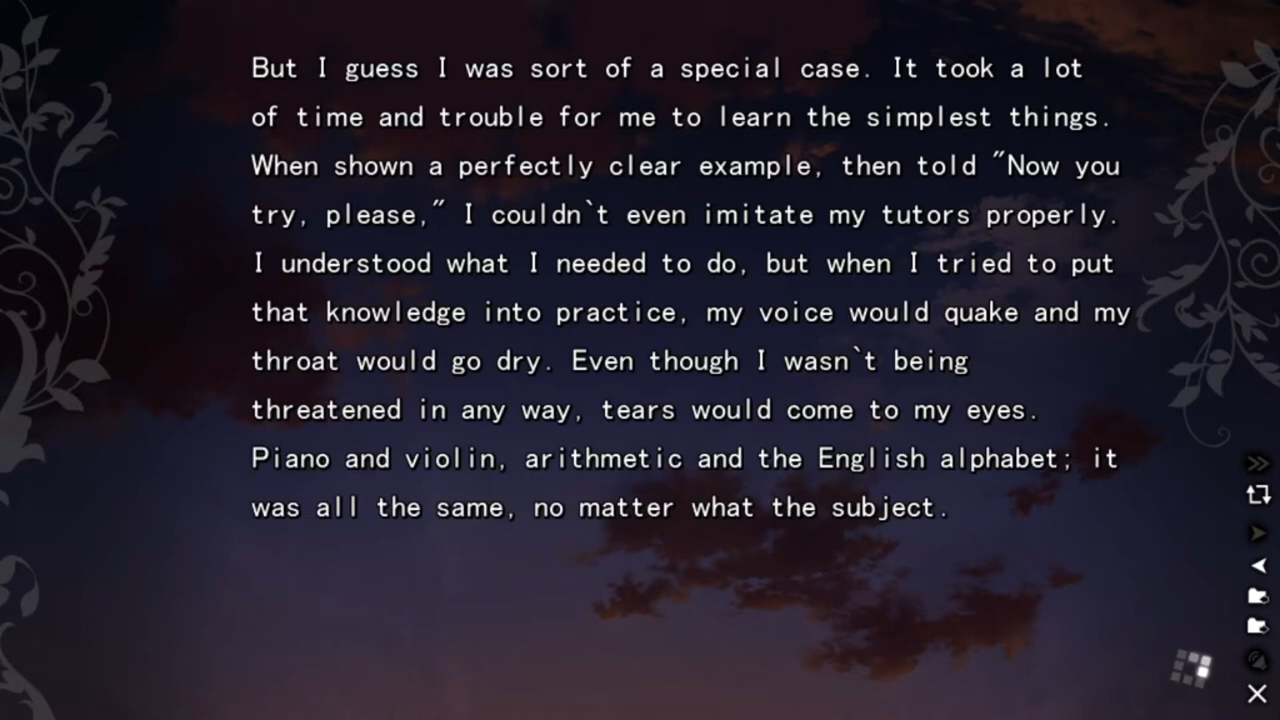 But I guess I was sort of a special case. It took a lot
of time and trouble for me to learn the simplest things.
When shown a perfectly clear example, then told "Now you
try, please," I couldn`t even imitate my tutors properly.
I understood what I needed to do, but when I tried to put
that knowledge into practice, my voice would quake and my
throat would go dry. Even though I wasn`t being
threatened in any way, tears would come to my eyes.
Piano and violin, arithmetic and the English alphabet; it
was all the same, no matter what the subject.